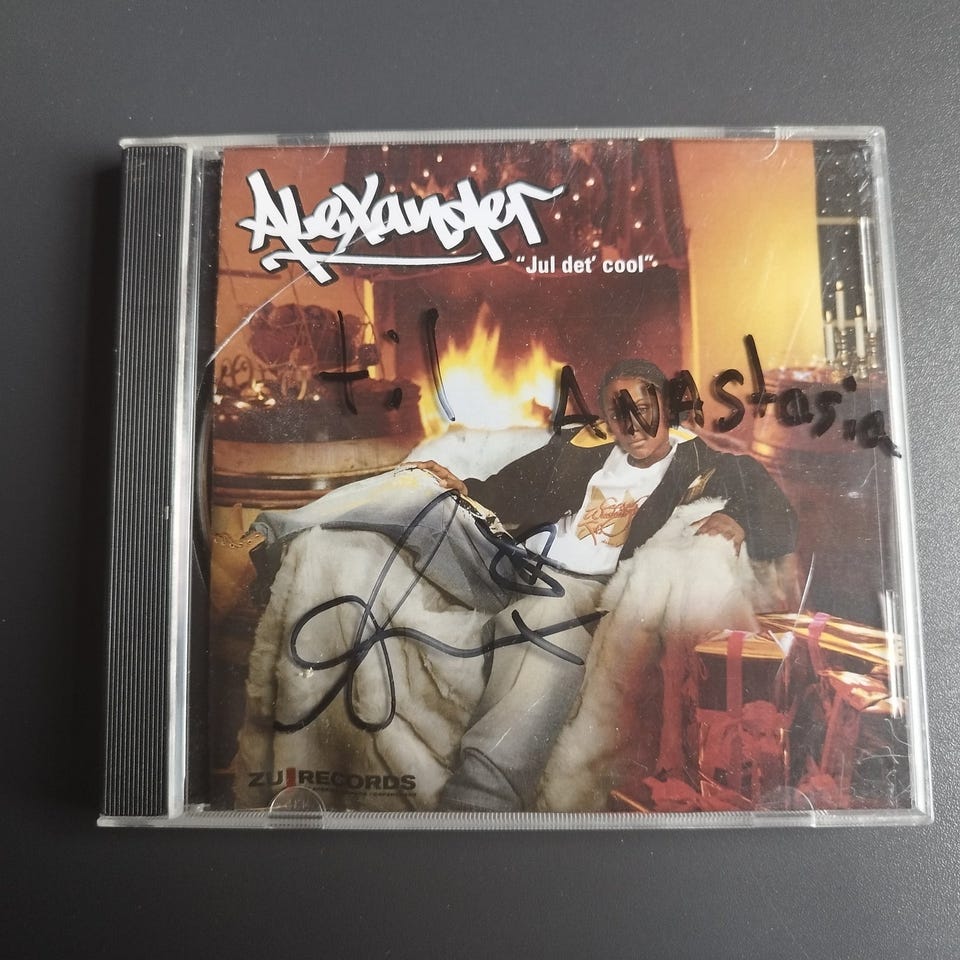 Alexander
"Jul det' cool"
til ANAStasia
ZU RECORDS